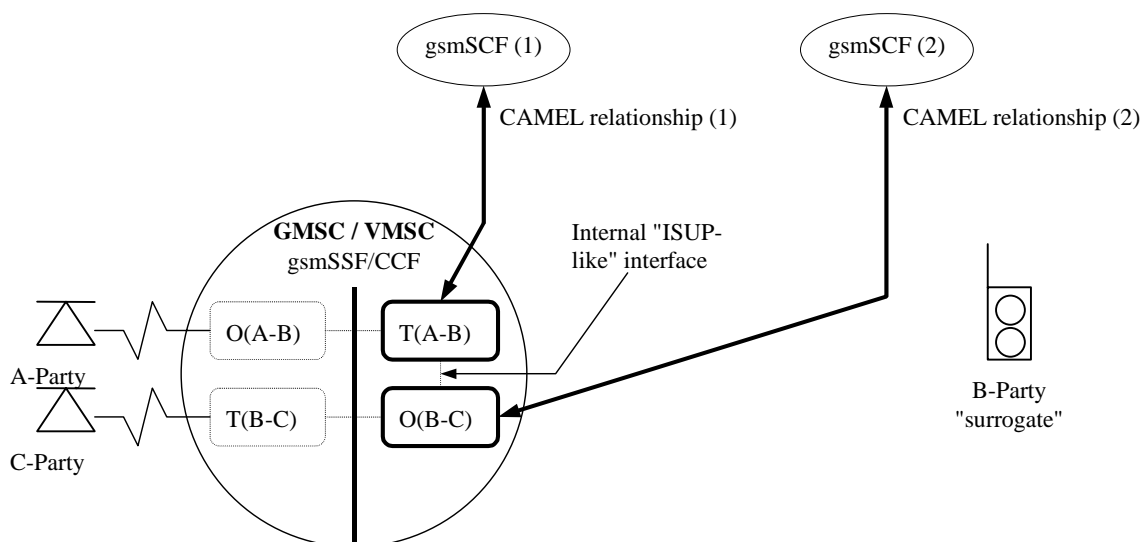 gsmSCF (1)
gsmSCF (2)
CAMEL relationship (1)
CAMEL relationship (2)
GMSC / VMSC
gsmSSF/CCF
Internal "ISUP-
like" interface
O(A-B)
T(A-B)
A-Party
T(B-C)
O(B-C)
C-Party
B-Party
"surrogate"